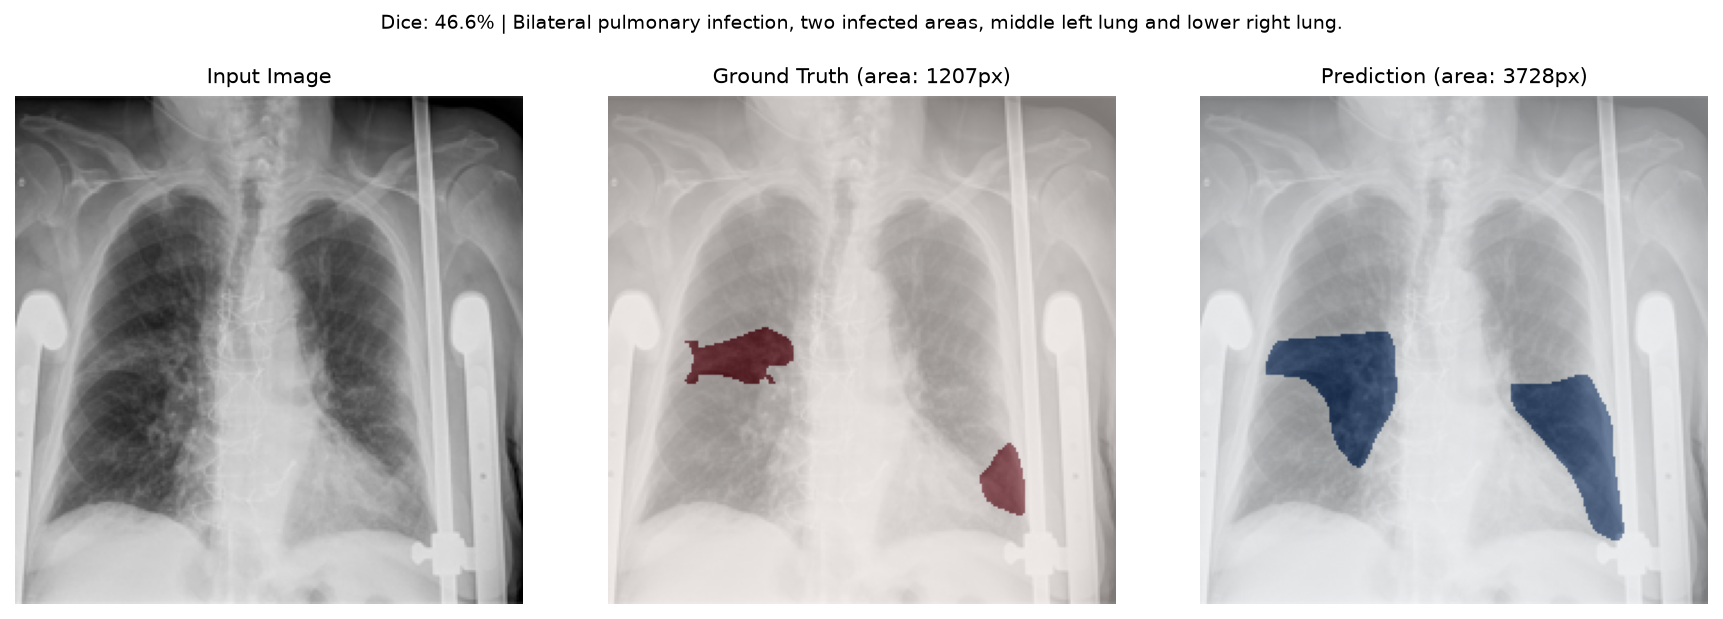 Dice: 46.6% | Bilateral pulmonary infection, two infected areas, middle left lung and lower right lung.
Input Image
Ground Truth (area: 1207px)
Prediction (area: 3728px)